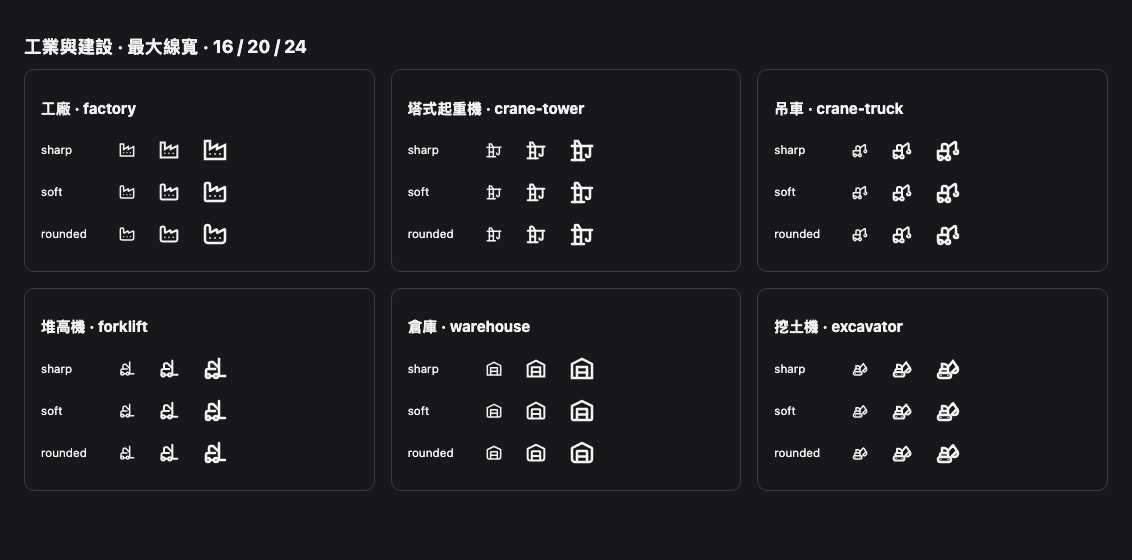 工業與建設 · 最大線寬 · 16 / 20 / 24
工廠 · factory
sharp
soft
rounded
塔式起重機 · crane-tower
sharp
soft
rounded
吊車 · crane-truck
sharp
soft
rounded
堆高機 · forklift
sharp
soft
rounded
倉庫 · warehouse
sharp
soft
rounded
挖土機 · excavator
sharp
soft
rounded